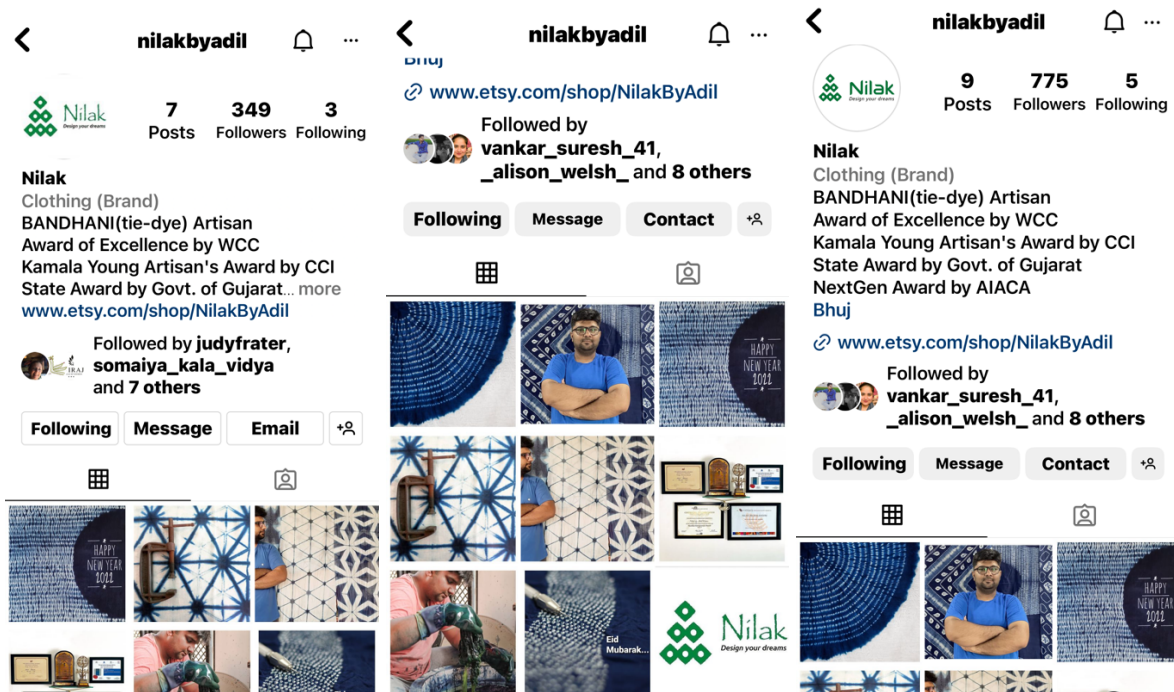 nilakbyadil
Nilak
Design your dreams
7
349
3
Posts
Followers
Following
Nilak
Clothing (Brand)
BANDHANI(tie-dye) Artisan
Award of Excellence by WCC
Kamala Young Artisan's Award by CCI
State Award by Govt. of Gujarat... more
www.etsy.com/shop/NilakByAdil
Followed by judyfrater,
somaiya_kala_vidya
and 7 others
Following
Message
Email
HAPPY
NEW YEAR
2022
nilakbyadil
Bhuj
www.etsy.com/shop/NilakByAdil
Followed by
vankar_suresh_41,
_alison_welsh_ and 8 others
Following
Message
Contact
HAPPY
NEW YEAR
2022
Eid
Mubarak...
Nilak
Design your dreams
nilakbyadil
Nilak
Design your dreams
9
775
5
Posts
Followers
Following
Nilak
Clothing (Brand)
BANDHANI(tie-dye) Artisan
Award of Excellence by WCC
Kamala Young Artisan's Award by CCI
State Award by Govt. of Gujarat
NextGen Award by AIACA
Bhuj
www.etsy.com/shop/NilakByAdil
Followed by
vankar_suresh_41,
_alison_welsh_ and 8 others
Following
Message
Contact
HAPPY
NEW YEAR
2022